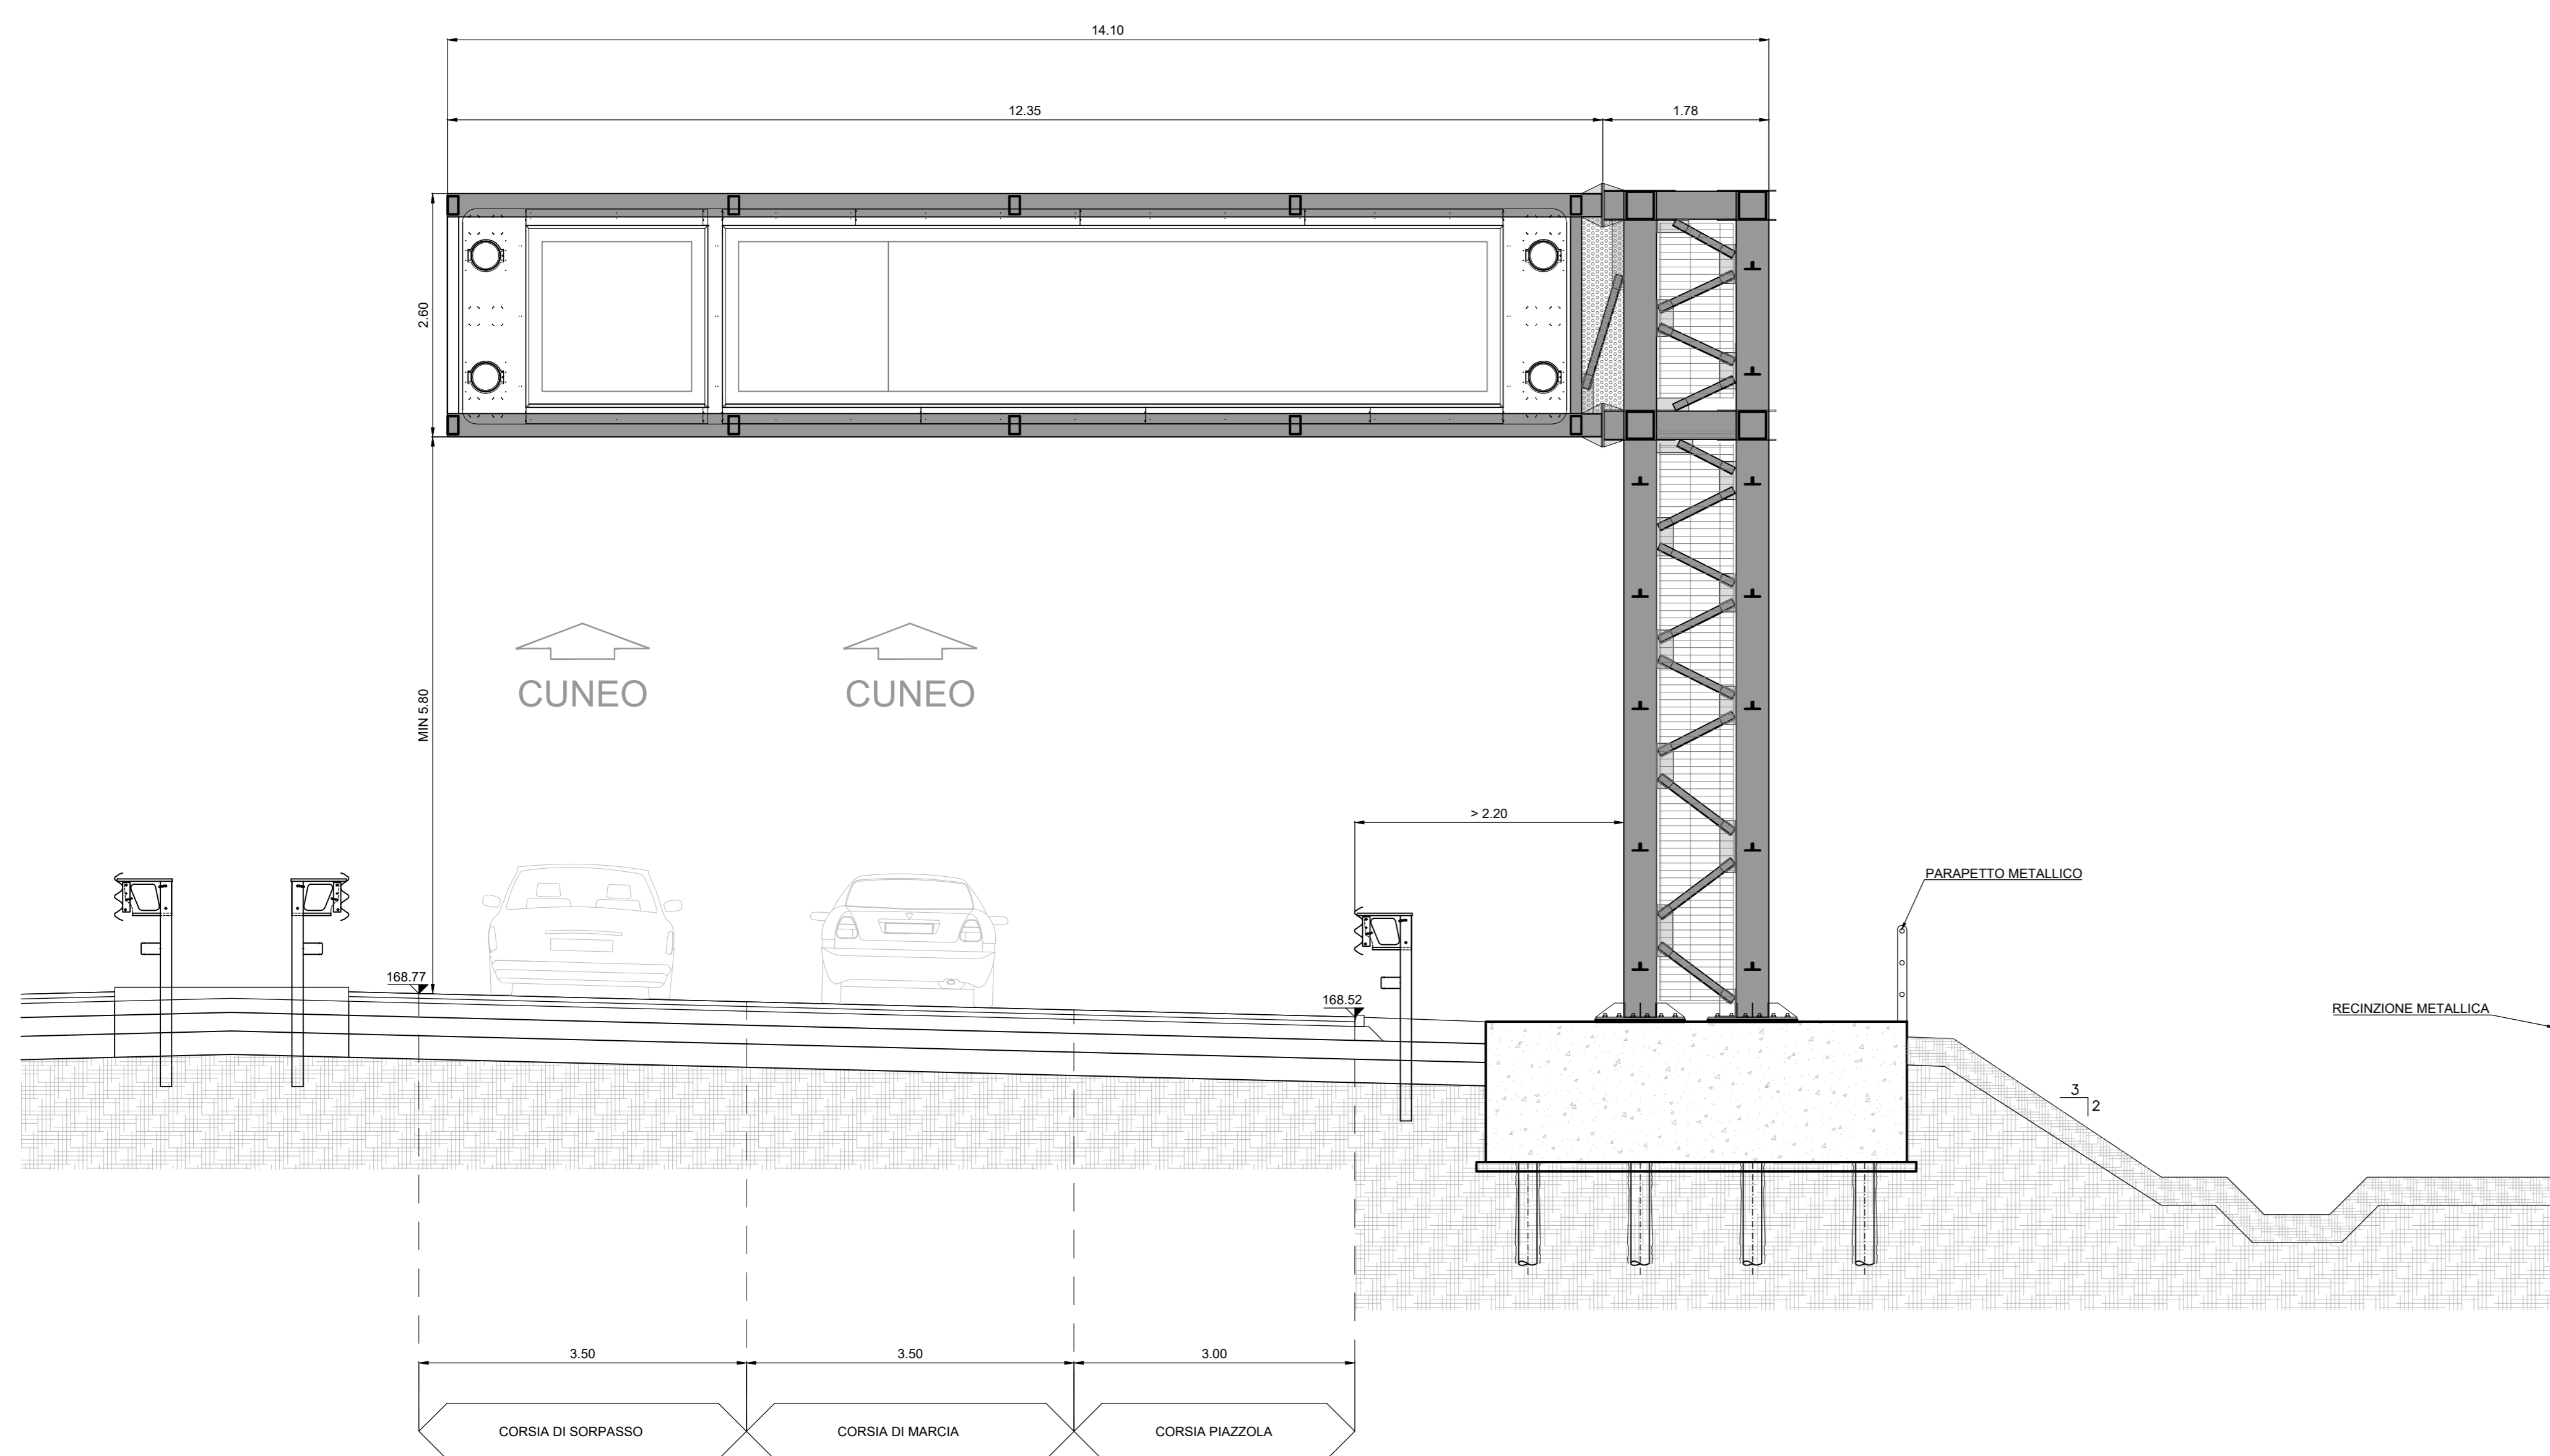 14.10
12.35
1.78
2.60
CUNEO
CUNEO
MIN 5.80
> 2.20
PARAPETTO METALLICO
168.77
168.52
RECINZIONE METALLICA
3
2
3.50
3.50
3.00
CORSIA DI SORPASSO
CORSIA DI MARCIA
CORSIA PIAZZOLA